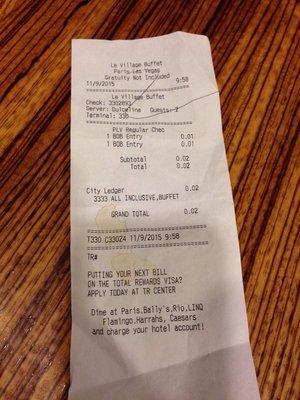 Le Village Buffet
Paris Las Vegas
Gratuity Not Included
11/9/2015 9:58
Le Village Buffet
Check: 3302093
Server: Dulcelina Guests: 2
Terminal: 330
PLV Regular Chec
1 BOB Entry 0.01
1 BOB Entry 0.01
Subtotal 0.02
Total 0.02
City Ledger 0.02
3333 ALL INCLUSIVE,BUFFET
GRAND TOTAL 0.02
T330 C33024 11/9/2015 9:58
TR#
PUTTING YOUR NEXT BILL
ON THE TOTAL REWARDS VISA?
APPLY TODAY AT TR CENTER
Dine at Paris,Bally's,Rio,LINQ
Flamingo,Harrahs, Caesars
and charge your hotel account!